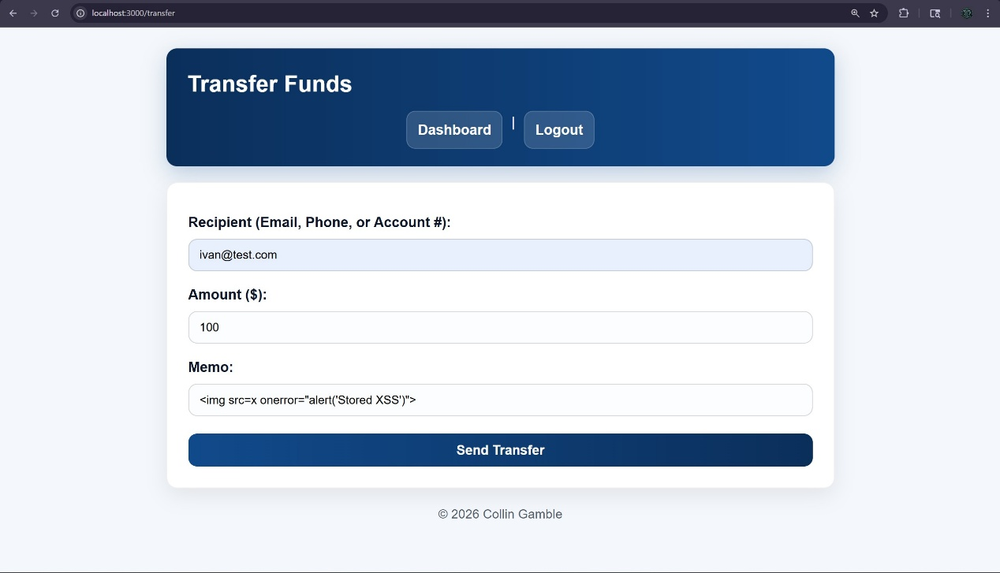 localhost:3000/transfer
Transfer Funds
Dashboard | Logout
Recipient (Email, Phone, or Account #):
ivan@test.com
Amount ($):
100
Memo:
<img src=x onerror="alert('Stored XSS')">
Send Transfer
© 2026 Collin Gamble